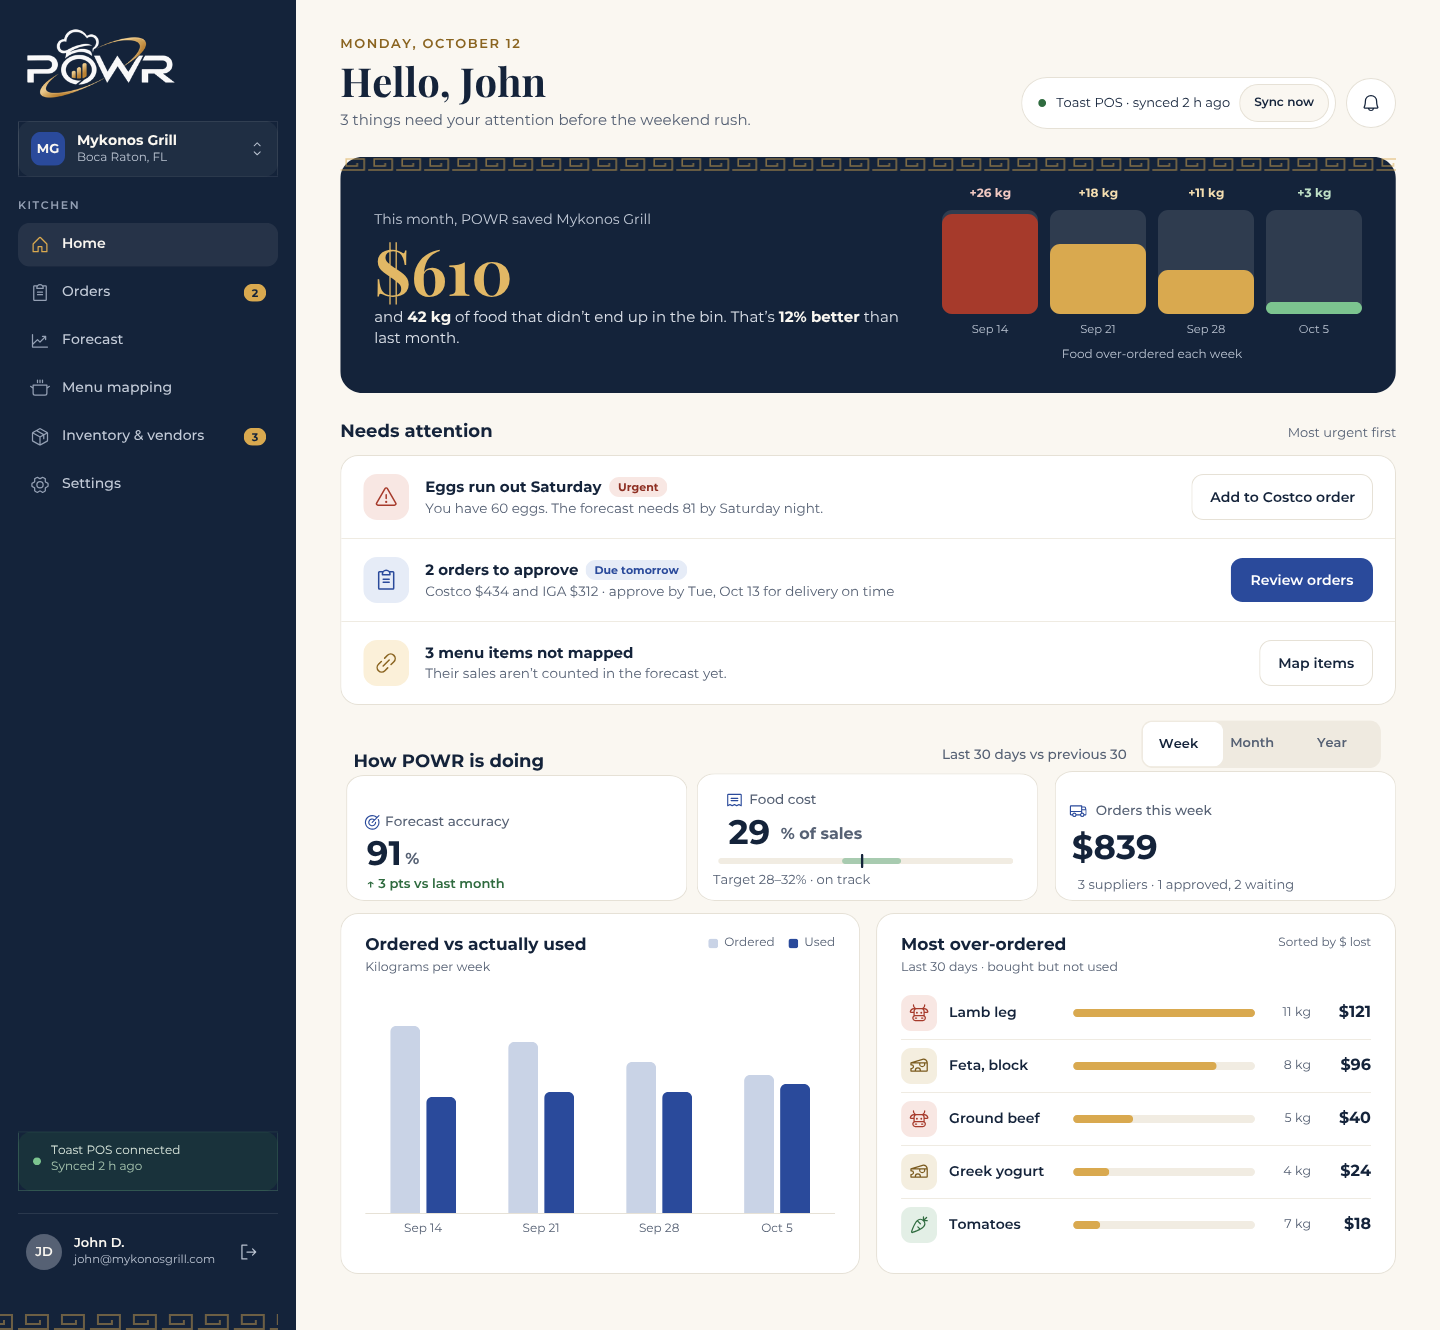 POWR
MG
Mykonos Grill
Boca Raton, FL
KITCHEN
Home
Orders
2
Forecast
Menu mapping
Inventory & vendors
3
Settings
Toast POS connected
Synced 2 h ago
JD
John D.
john@mykonosgrill.com
MONDAY, OCTOBER 12
Hello, John
3 things need your attention before the weekend rush.
Toast POS · synced 2 h ago
Sync now
This month, POWR saved Mykonos Grill
$610
and 42 kg of food that didn’t end up in the bin. That’s 12% better than
last month.
+26 kg
+18 kg
+11 kg
+3 kg
Sep 14
Sep 21
Sep 28
Oct 5
Food over-ordered each week
Needs attention
Most urgent first
Eggs run out Saturday
Urgent
You have 60 eggs. The forecast needs 81 by Saturday night.
Add to Costco order
2 orders to approve
Due tomorrow
Costco $434 and IGA $312 · approve by Tue, Oct 13 for delivery on time
Review orders
3 menu items not mapped
Their sales aren’t counted in the forecast yet.
Map items
How POWR is doing
Last 30 days vs previous 30
Week
Month
Year
Forecast accuracy
91 %
↑ 3 pts vs last month
Food cost
29 % of sales
Target 28–32% · on track
Orders this week
$839
3 suppliers · 1 approved, 2 waiting
Ordered vs actually used
Ordered
Used
Kilograms per week
Sep 14
Sep 21
Sep 28
Oct 5
Most over-ordered
Sorted by $ lost
Last 30 days · bought but not used
Lamb leg
11 kg
$121
Feta, block
8 kg
$96
Ground beef
5 kg
$40
Greek yogurt
4 kg
$24
Tomatoes
7 kg
$18